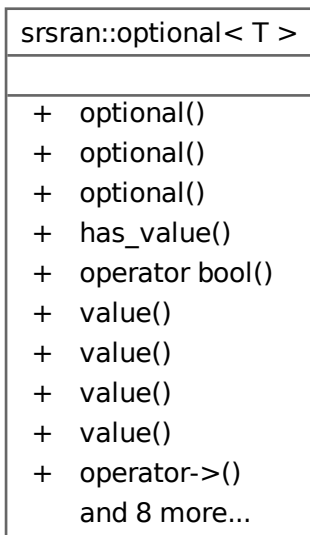 srsran::optional< T >
+ optional()
+ optional()
+ optional()
+ has_value()
+ operator bool()
+ value()
+ value()
+ value()
+ value()
+ operator->()
and 8 more...